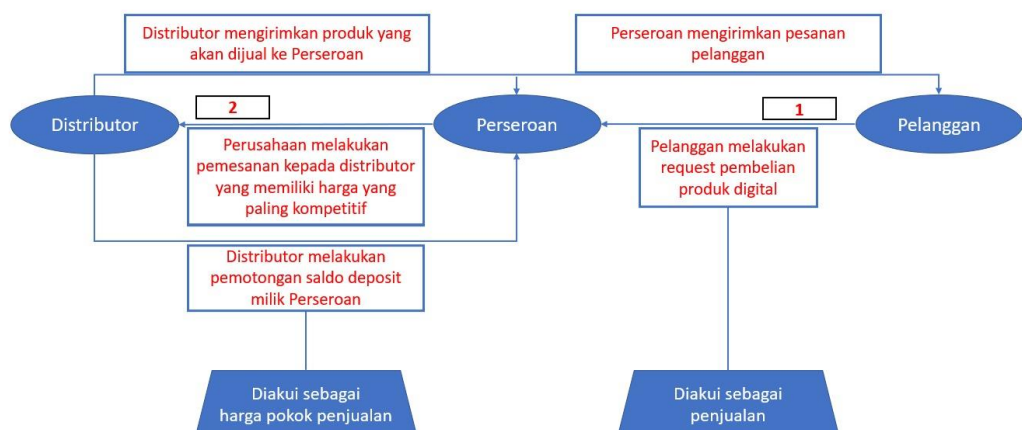 Distributor mengirimkan produk yang
akan dijual ke Perseroan
Perseroan mengirimkan pesanan
pelanggan
2
1
Distributor
Perseroan
Pelanggan
Perusahaan melakukan
pemesanan kepada distributor
yang memiliki harga yang
paling kompetitif
Pelanggan melakukan
request pembelian
produk digital
Distributor melakukan
pemotongan saldo deposit
milik Perseroan
Diakui sebagai
harga pokok penjualan
Diakui sebagai
penjualan